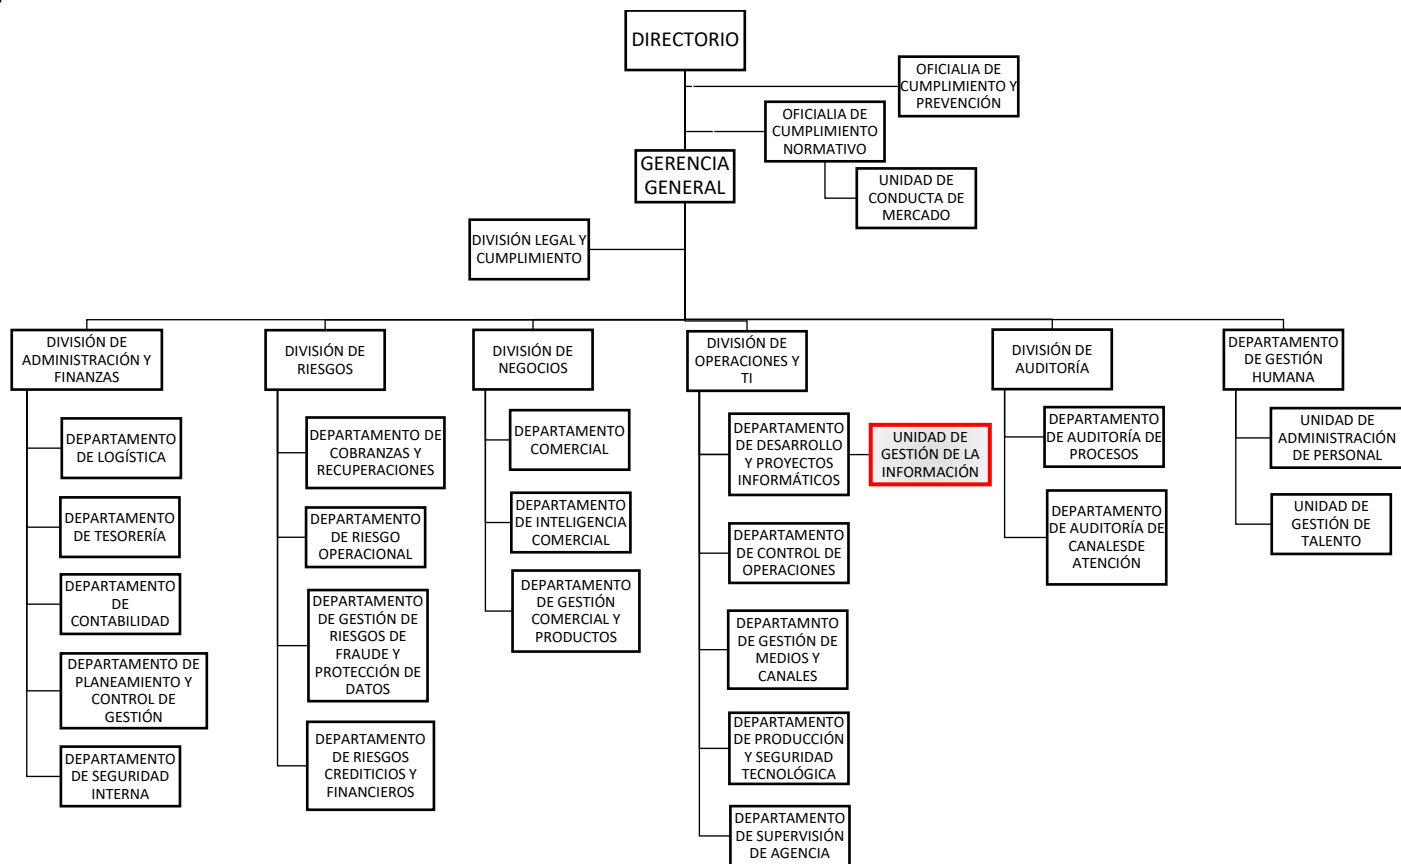 DIRECTORIO
OFICIALIA DE
CUMPLIMIENTO Y
PREVENCIÓN
OFICIALIA DE
CUMPLIMIENTO
NORMATIVO
GERENCIA
GENERAL
UNIDAD DE
CONDUCTA DE
MERCADO
DIVISIÓN LEGAL Y
CUMPLIMIENTO
DIVISIÓN DE
ADMINISTRACIÓN Y
FINANZAS
DEPARTAMENTO
DE LOGÍSTICA
DEPARTAMENTO
DE TESORERÍA
DEPARTAMENTO
DE
CONTABILIDAD
DEPARTAMENTO DE
PLANEAMIENTO Y
CONTROL DE
GESTIÓN
DEPARTAMENTO
DE SEGURIDAD
INTERNA
DIVISIÓN DE
RIESGOS
DEPARTAMENTO DE
COBRANZAS Y
RECUPERACIONES
DEPARTAMENTO
DE RIESGO
OPERACIONAL
DEPARTAMENTO
DE GESTIÓN DE
RIESGOS DE
FRAUDE Y
PROTECCIÓN DE
DATOS
DEPARTAMENTO
DE RIESGOS
CREDITICIOS Y
FINANCIEROS
DIVISIÓN DE
NEGOCIOS
DEPARTAMENTO
COMERCIAL
DEPARTAMENTO
DE INTELIGENCIA
COMERCIAL
DEPARTAMENTO
DE GESTIÓN
COMERCIAL Y
PRODUCTOS
DIVISIÓN DE
OPERACIONES Y
TI
DEPARTAMENTO
DE DESARROLLO
Y PROYECTOS
INFORMÁTICOS
UNIDAD DE
GESTIÓN DE LA
INFORMACIÓN
DEPARTAMENTO
DE CONTROL DE
OPERACIONES
DEPARTAMNTO
DE GESTIÓN DE
MEDIOS Y
CANALES
DEPARTAMENTO
DE PRODUCCIÓN
Y SEGURIDAD
TECNOLÓGICA
DEPARTAMENTO
DE SUPERVISIÓN
DE AGENCIA
DIVISIÓN DE
AUDITORÍA
DEPARTAMENTO
DE AUDITORÍA DE
PROCESOS
DEPARTAMENTO
DE AUDITORÍA DE
CANALESDE
ATENCIÓN
DEPARTAMENTO
DE GESTIÓN
HUMANA
UNIDAD DE
ADMINISTRACIÓN
DE PERSONAL
UNIDAD DE
GESTIÓN DE
TALENTO